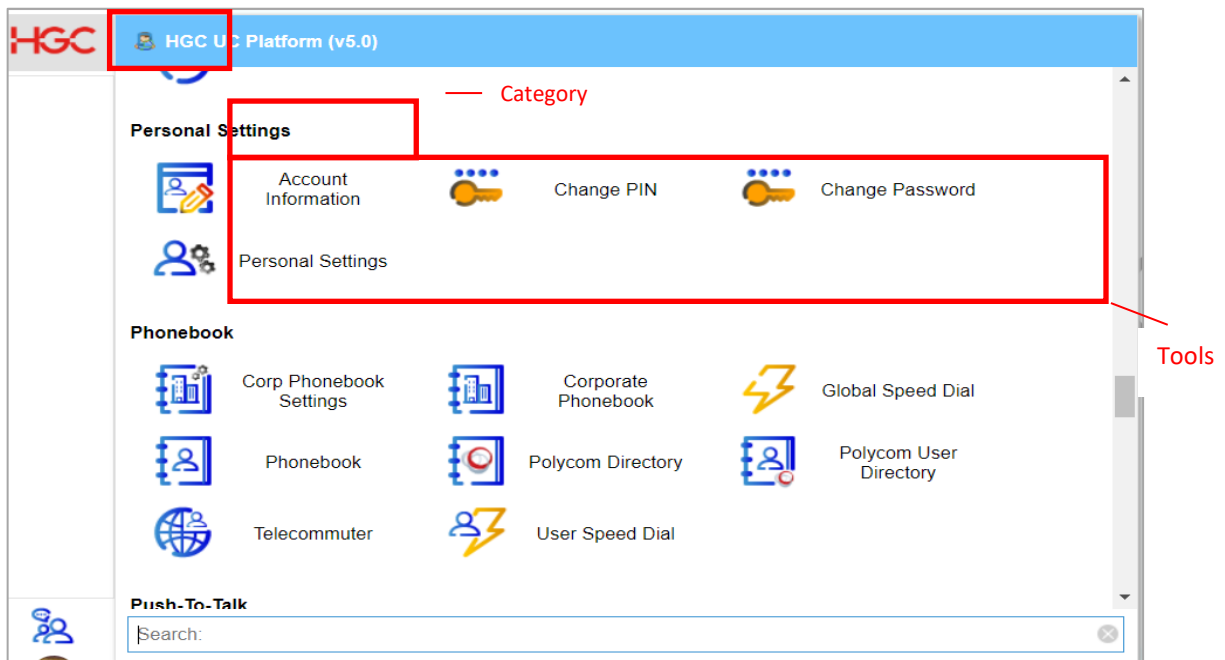 HGC
HGC UC Platform (v5.0)
Category
Personal Settings
Account
Information
Change PIN
Change Password
Personal Settings
Phonebook
Tools
Corp Phonebook
Settings
Corporate
Phonebook
Global Speed Dial
Phonebook
Polycom Directory
Polycom User
Directory
Telecommuter
User Speed Dial
Push-To-Talk
Search: